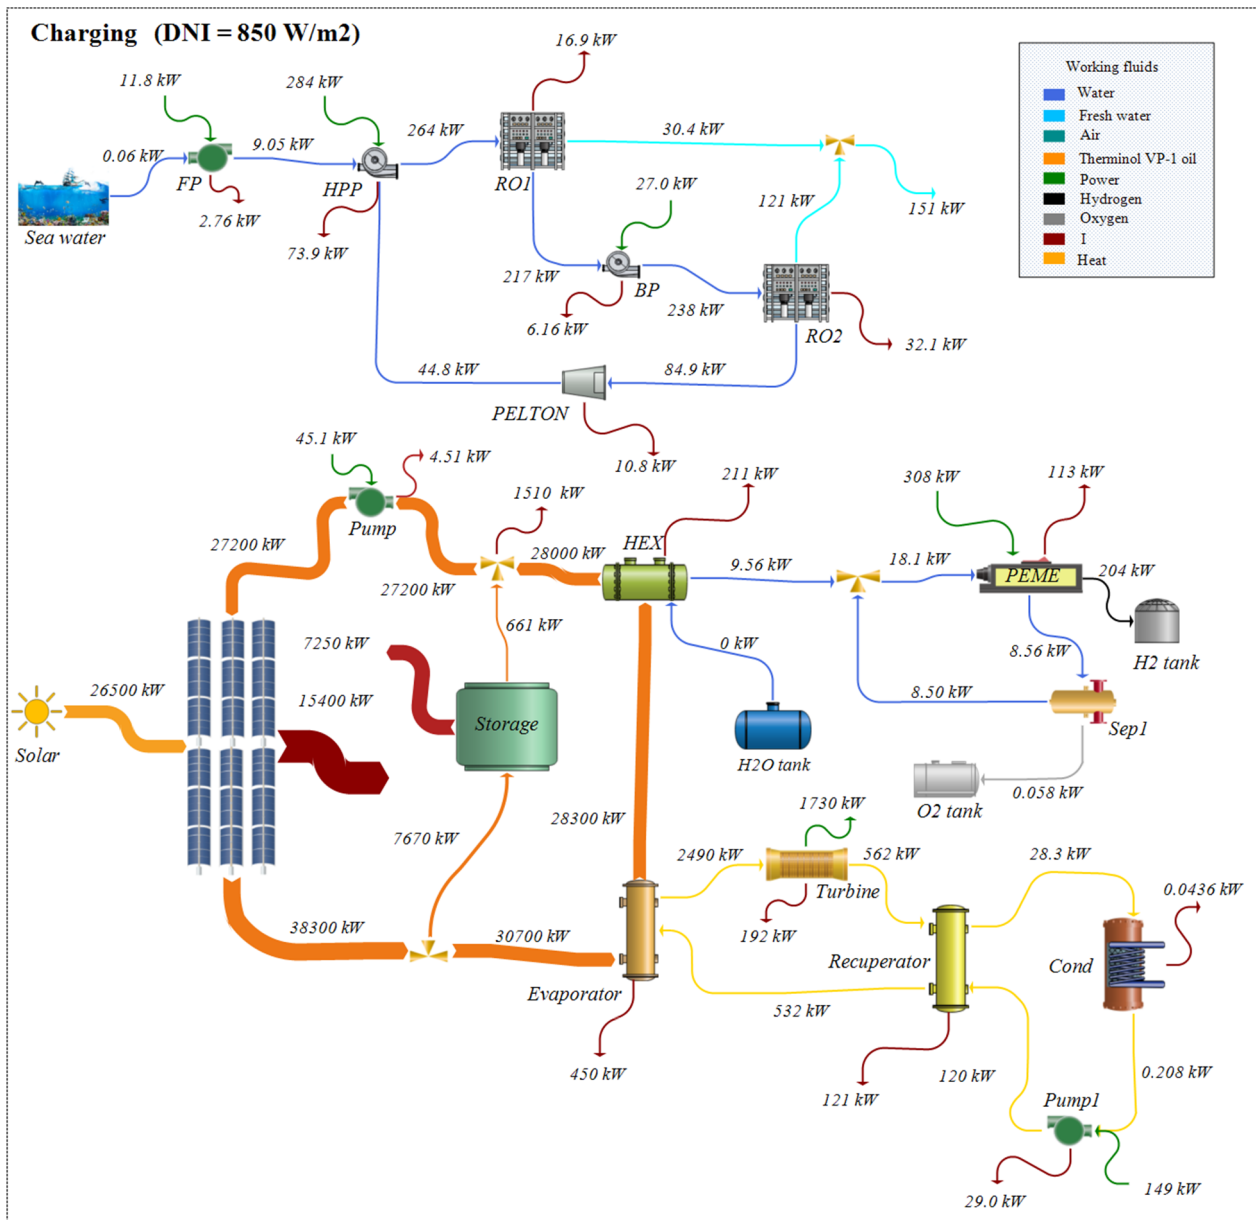 Charging (DNI = 850 W/m2)
16.9 kW
11.8 kW
284 kW
Working fluids
Water
Fresh water
Air
Therminol VP-1 oil
Power
Hydrogen
Oxygen
I
Heat
0.06 kW
9.05 kW
264 kW
30.4 kW
FP
HPP
RO1
27.0 kW
121 kW
151 kW
Sea water
2.76 kW
73.9 kW
217 kW
BP
238 kW
6.16 kW
RO2
32.1 kW
44.8 kW
84.9 kW
PELTON
10.8 kW
45.1 kW
4.51 kW
1510 kW
211 kW
308 kW
113 kW
Pump
HEX
27200 kW
28000 kW
9.56 kW
18.1 kW
PEME
204 kW
27200 kW
661 kW
0 kW
8.56 kW
H2 tank
7250 kW
26500 kW
15400 kW
8.50 kW
Storage
Sep1
Solar
H2O tank
O2 tank
0.058 kW
7670 kW
28300 kW
1730 kW
2490 kW
562 kW
28.3 kW
Turbine
0.0436 kW
38300 kW
30700 kW
192 kW
Recuperator
Cond
Evaporator
532 kW
450 kW
121 kW
120 kW
0.208 kW
Pump1
29.0 kW
149 kW